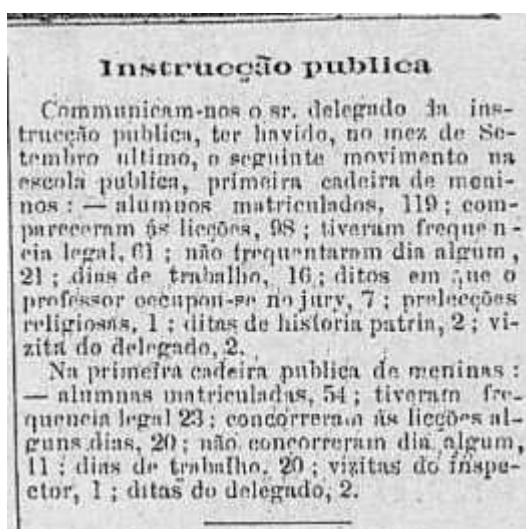 Instrucção publica
Communicam-nos o sr. delegado da ins-
trucção publica, ter havido, no mez de Se-
tembro ultimo, o seguinte movimento na
escola publica, primeira cadeira de meni-
nos : — alumnos matriculados, 119 ; com-
pareceram ás licções, 98 ; tiveram frequen-
cia legal, 61 ; não frequentaram dia algum,
21 ; dias de trabalho, 16 ; ditos em que o
professor occupou-se no jury, 7 ; prelecções
religiosas, 1 ; ditas de historia patria, 2 ; vi-
zita do delegado, 2.
Na primeira cadeira publica de meninas :
— alumnas matriculadas, 54 ; tiveram fre-
quencia legal 23 ; concorreram ás licções al-
guns dias, 20 ; não concorreram dia algum,
11 ; dias de trabalho, 20 ; vizitas do inspe-
ctor, 1 ; ditas do delegado, 2.